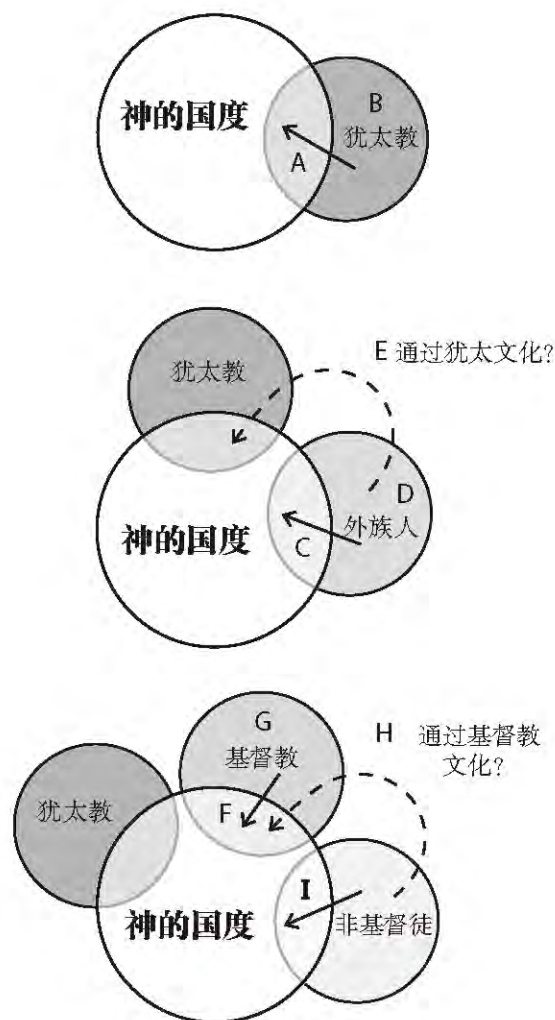 神的国度
B
犹太教
A
犹太教
E 通过犹太文化?
D
外族人
神的国度
C
G
基督教
H 通过基督教
文化?
犹太教
F
I
神的国度
非基督徒